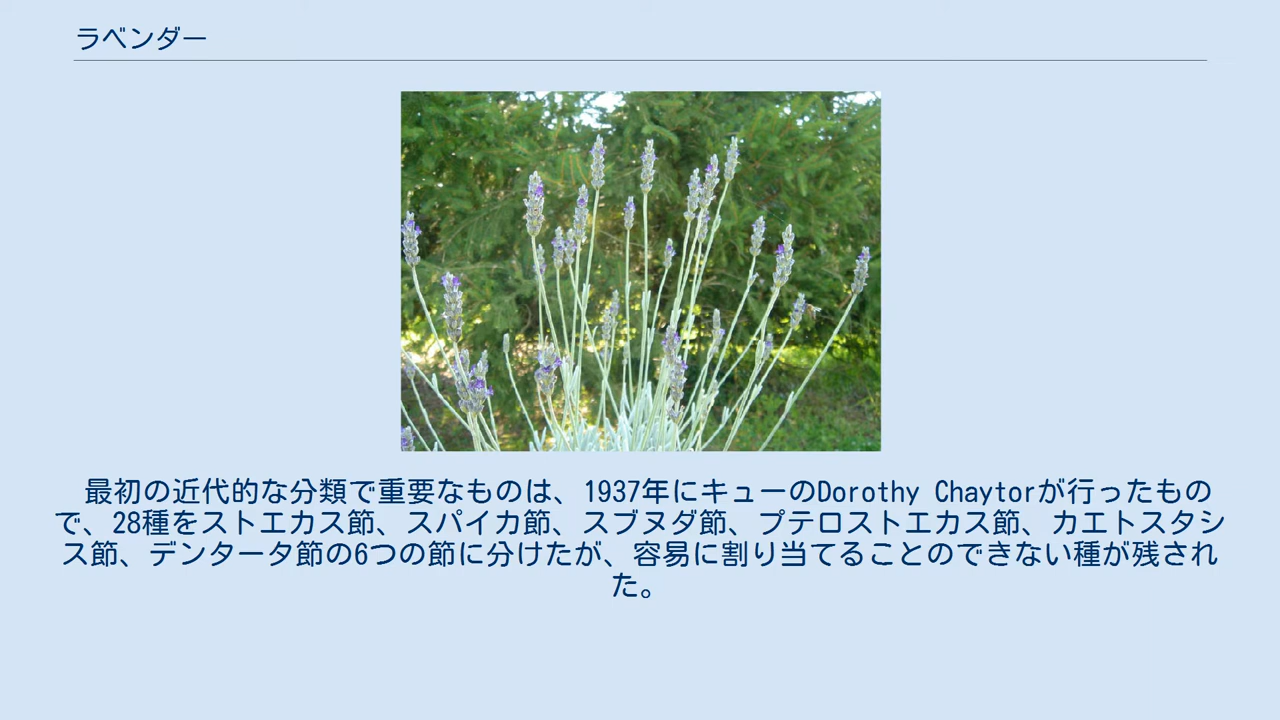 ラベンダー
最初の近代的な分類で重要なものは、1937年にキューのDorothy Chaytorが行ったもの
で、28種をストエカス節、スパイカ節、スブヌダ節、プテロストエカス節、カエトスタシ
ス節、デンタータ節の6つの節に分けたが、容易に割り当てることのできない種が残され
た。